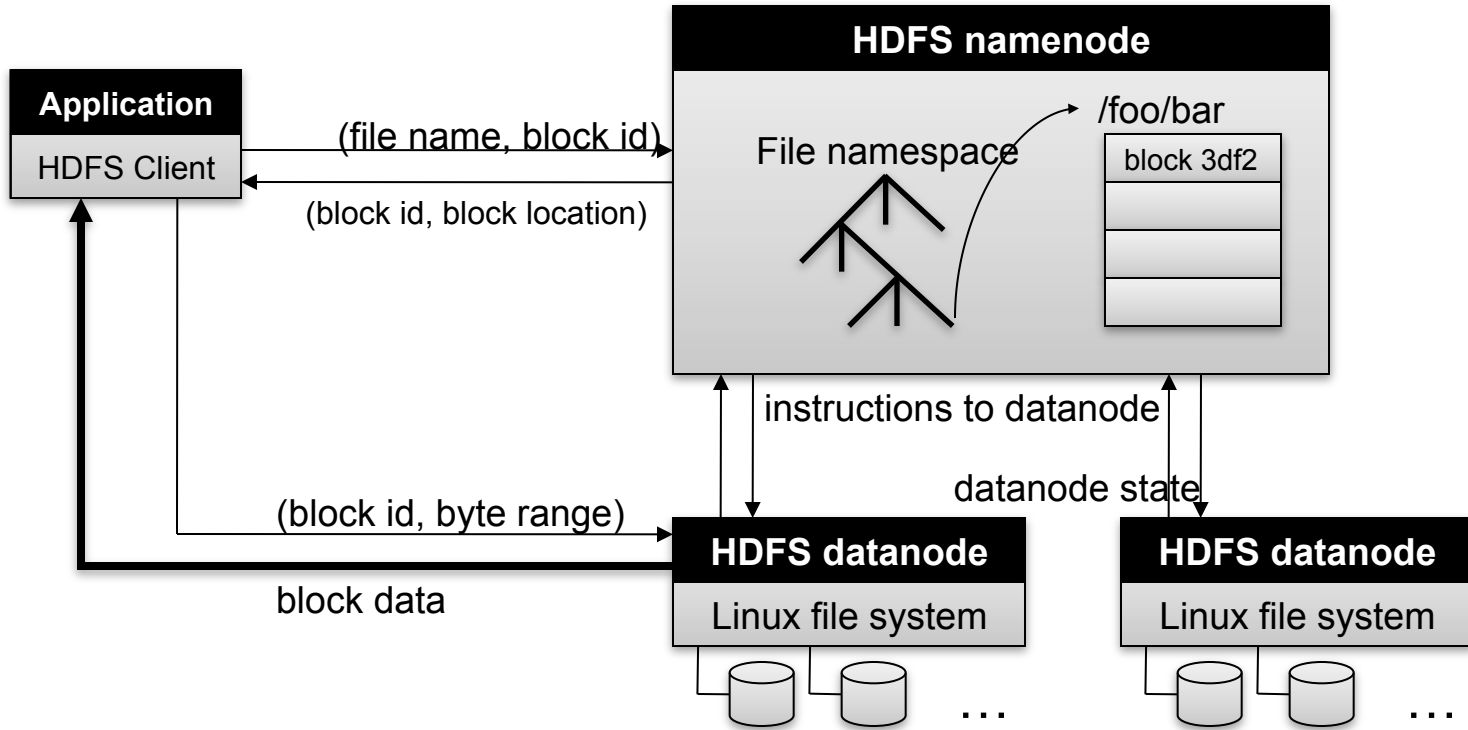 HDFS namenode
Application
HDFS Client
(file name, block id)
(block id, block location)
File namespace
/foo/bar
block 3df2
instructions to datanode
datanode state
(block id, byte range)
block data
HDFS datanode
Linux file system
…
HDFS datanode
Linux file system
…